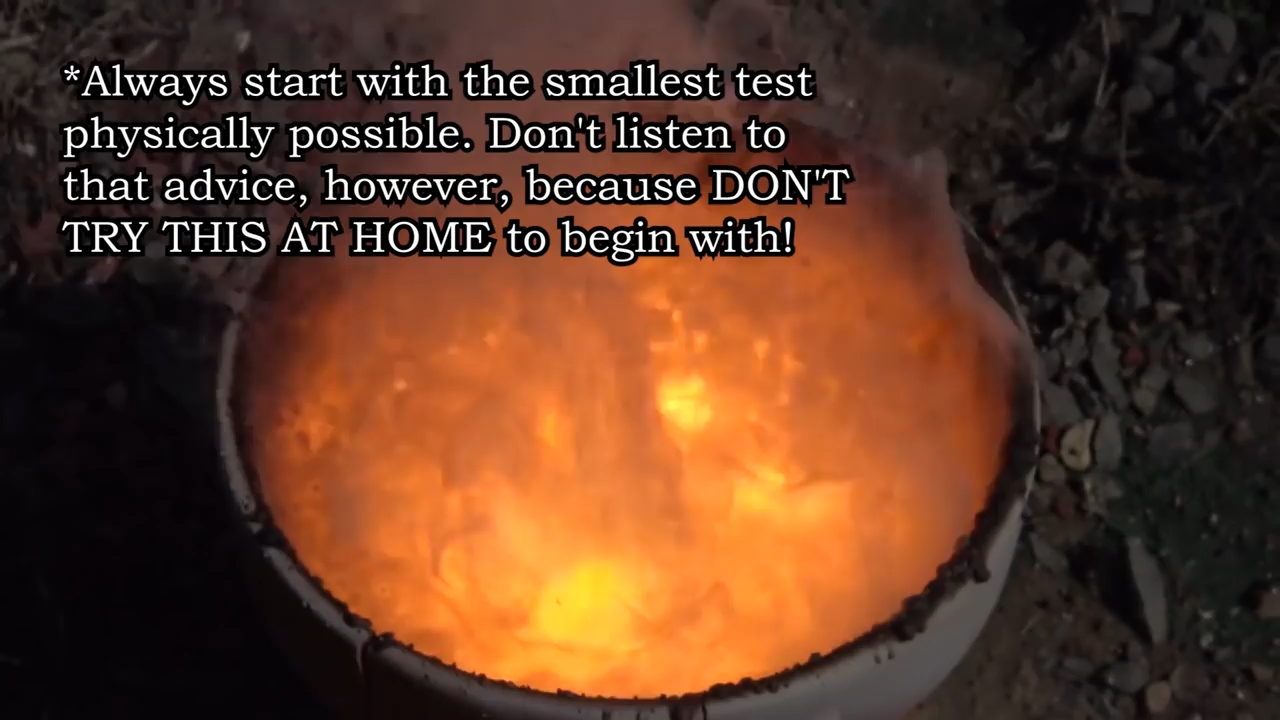 *Always start with the smallest test
physically possible. Don't listen to
that advice, however, because DON'T
TRY THIS AT HOME to begin with!